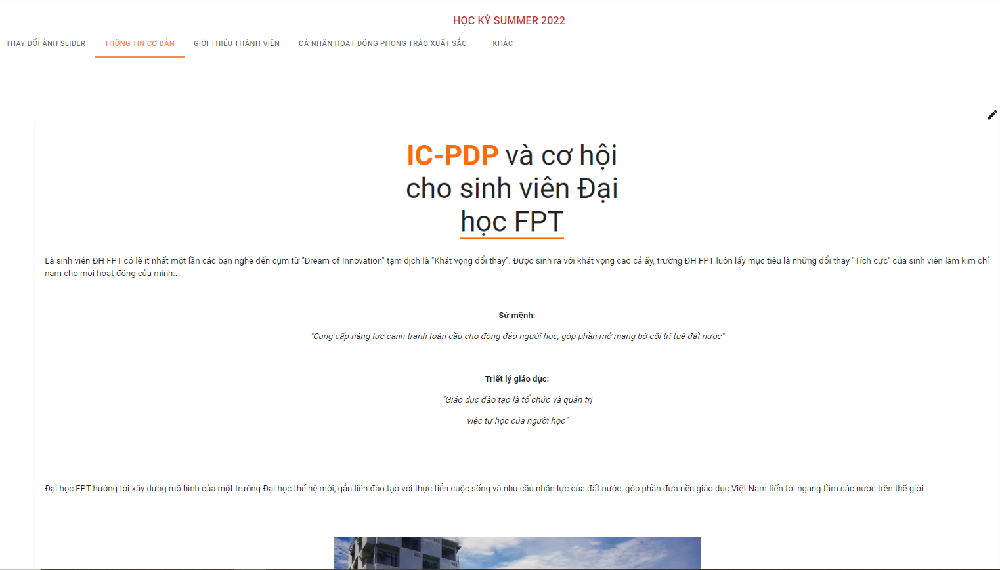 HỌC KỲ SUMMER 2022
THAY ĐỔI ẢNH SLIDER
THÔNG TIN CƠ BẢN
GIỚI THIỆU THÀNH VIÊN
CÁ NHÂN HOẠT ĐỘNG PHONG TRÀO XUẤT SẮC
KHÁC
IC-PDP và cơ hội
cho sinh viên Đại
học FPT
Là sinh viên ĐH FPT có lẽ ít nhất một lần các bạn nghe đến cụm từ "Dream of Innovation" tạm dịch là "Khát vọng đổi thay". Được sinh ra với khát vọng cao cả ấy, trường ĐH FPT luôn lấy mục tiêu là những đổi thay "Tích cực" của sinh viên làm kim chỉ
nam cho mọi hoạt động của mình..
Sứ mệnh:
"Cung cấp năng lực cạnh tranh toàn cầu cho đông đảo người học, góp phần mở mang bờ cõi trí tuệ đất nước"
Triết lý giáo dục:
"Giáo dục đào tạo là tổ chức và quản trị
việc tự học của người học"
Đại học FPT hướng tới xây dựng mô hình của một trường Đại học thế hệ mới, gắn liền đào tạo với thực tiễn cuộc sống và nhu cầu nhân lực của đất nước, góp phần đưa nền giáo dục Việt Nam tiến tới ngang tầm các nước trên thế giới.